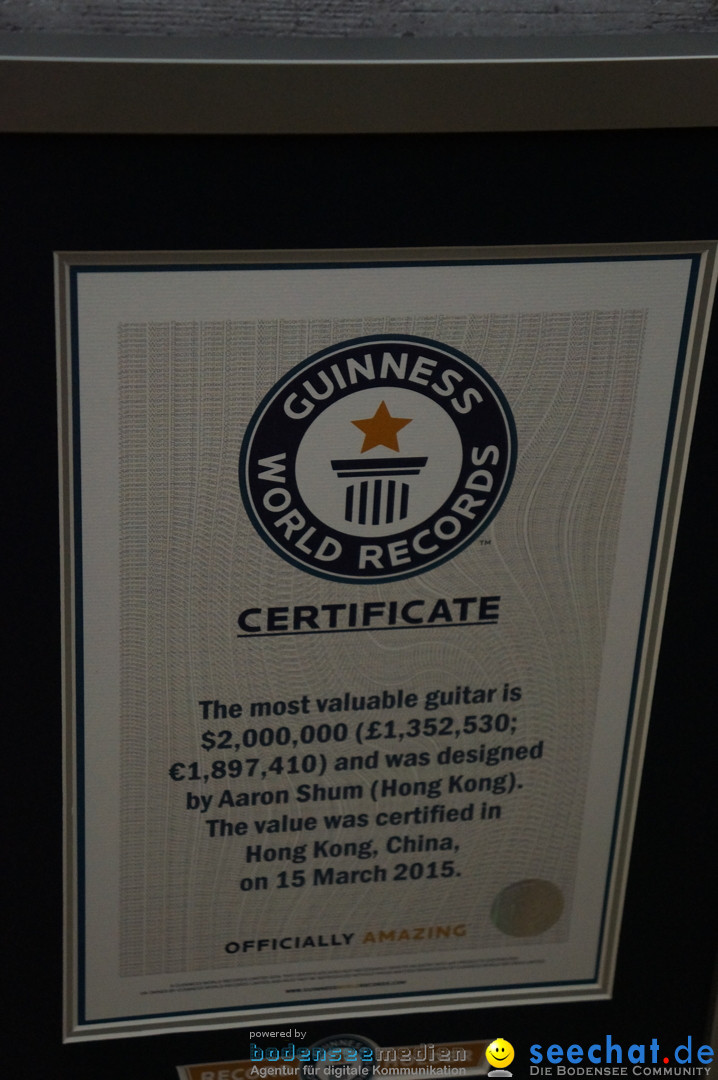 GUINNESS
WORLD RECORDS
TM
CERTIFICATE
The most valuable guitar is
$2,000,000 (£1,352,530;
€1,897,410) and was designed
by Aaron Shum (Hong Kong).
The value was certified in
Hong Kong, China,
on 15 March 2015.
OFFICIALLY AMAZING
powered by
bodenseemedien
Agentur für digitale Kommunikation
seechat.de
DIE BODENSEE COMMUNITY